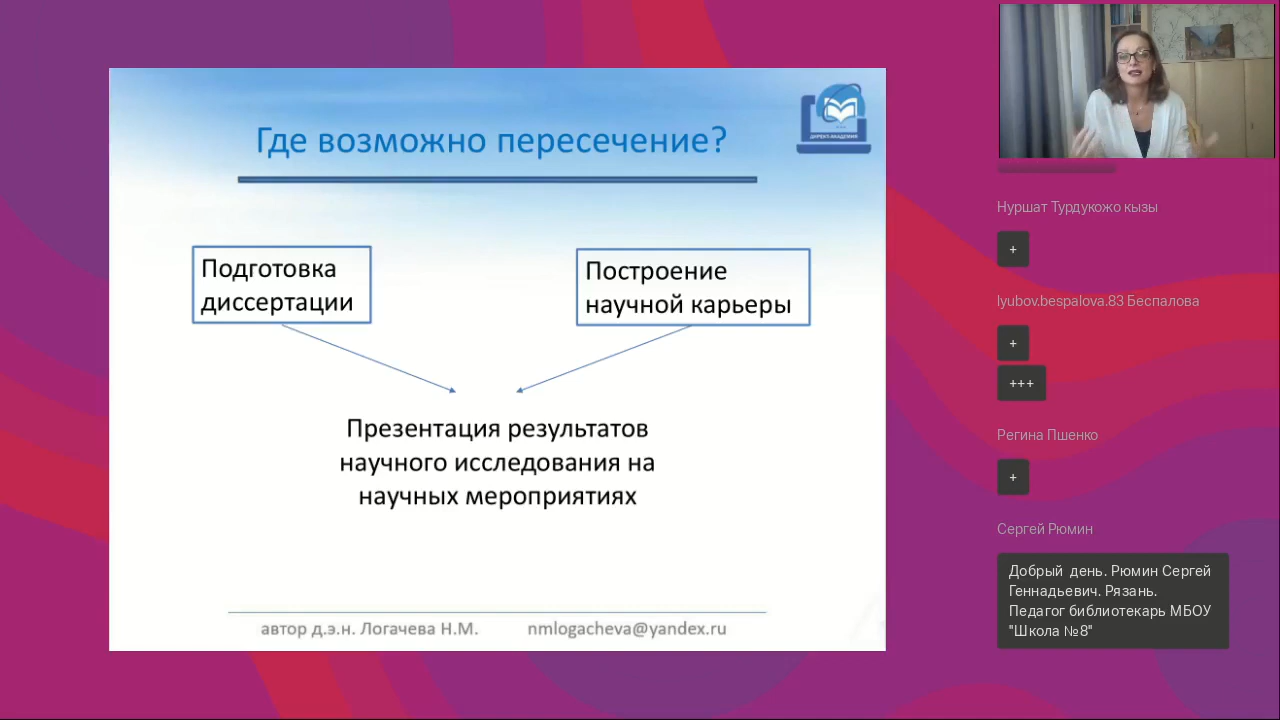 Где возможно пересечение?
ДИРЕКТ-АКАДЕМИЯ
Подготовка
диссертации
Построение
научной карьеры
Презентация результатов
научного исследования на
научных мероприятиях
автор д.э.н. Логачева Н.М. nmlogacheva@yandex.ru
Нуршат Турдукожо кызы
+
lyubov.bespalova.83 Беспалова
+
+++
Регина Пшенко
+
Сергей Рюмин
Добрый день. Рюмин Сергей
Геннадьевич. Рязань.
Педагог библиотекарь МБОУ
"Школа №8"